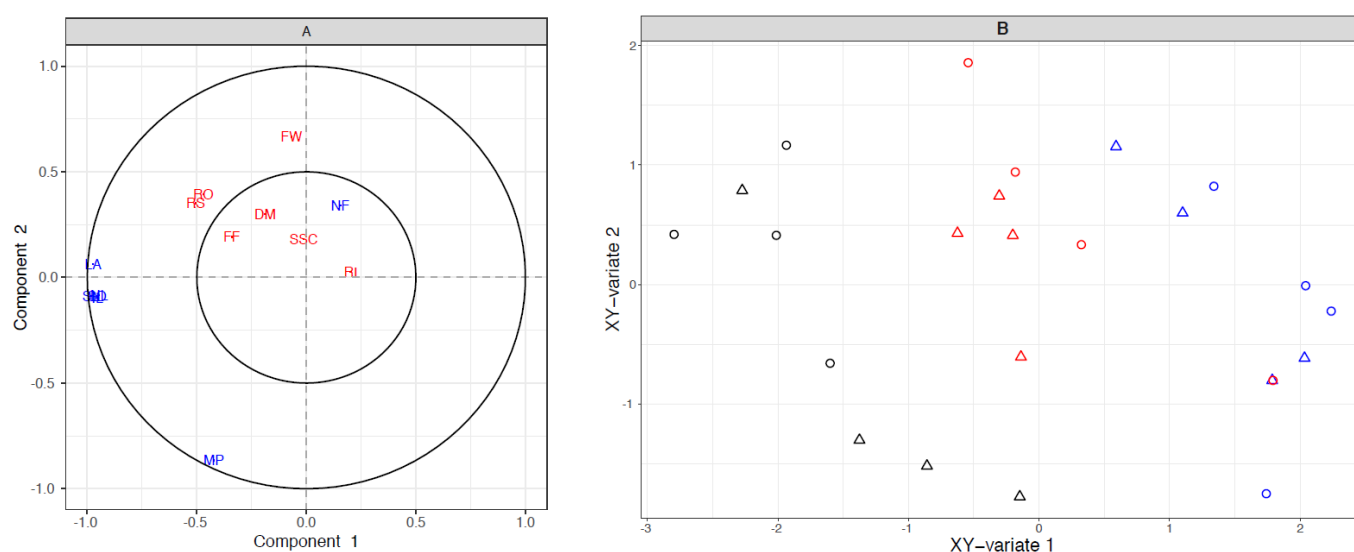 A
B
1.0
0.5
0.0
-0.5
-1.0
-1.0
-0.5
0.0
0.5
1.0
Component 1
Component 2
FW
RO
RS
DM
NF
FF
SSC
RI
LA
MP
2
1
0
-1
-3
-2
-1
0
1
2
XY-variate 1
XY-variate 2